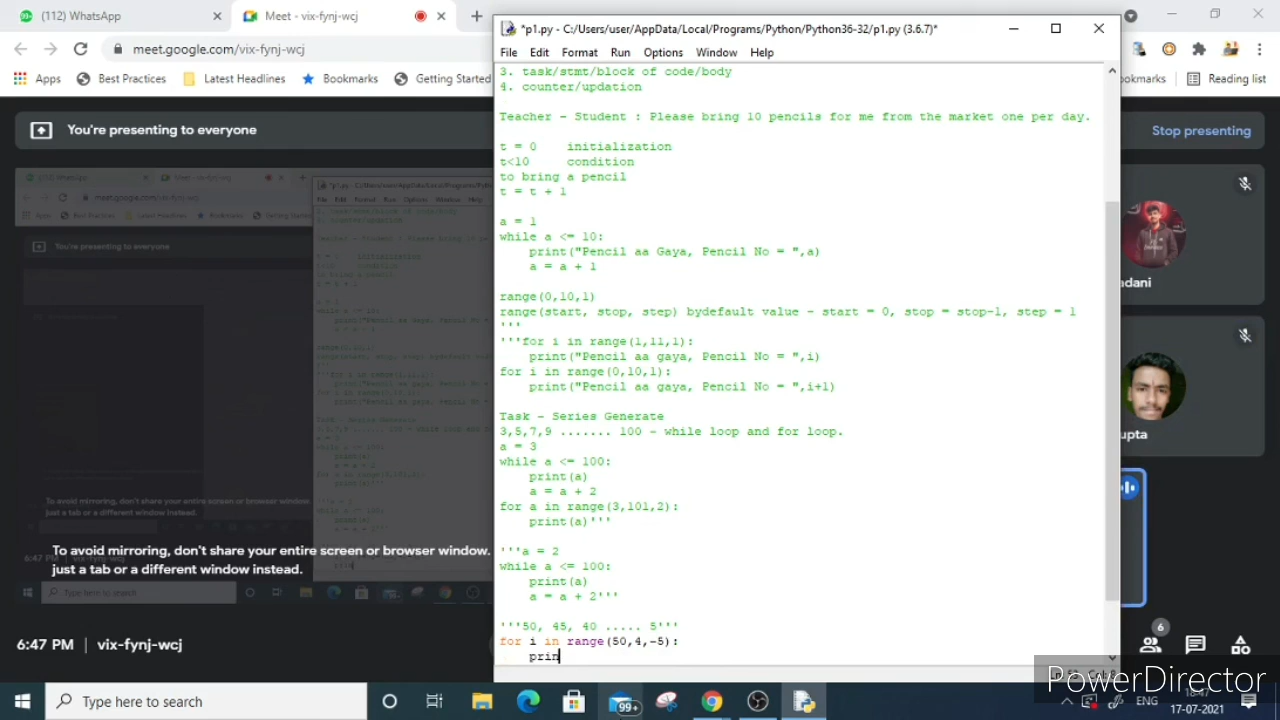 (112) WhatsApp
Meet - vix-fynj-wcj
meet.google.com/vix-fynj-wcj
Apps
Best Practices
Latest Headlines
Bookmarks
Getting Started
ookmarks
Reading list
You're presenting to everyone
Stop presenting
*p1.py - C:/Users/user/AppData/Local/Programs/Python/Python36-32/p1.py (3.6.7)*
File Edit Format Run Options Window Help
3. task/stmt/block of code/body
4. counter/updation
Teacher - Student : Please bring 10 pencils for me from the market one per day.
t = 0    initialization
t<10     condition
to bring a pencil
t = t + 1
a = 1
while a <= 10:
    print("Pencil aa Gaya, Pencil No = ",a)
    a = a + 1
range(0,10,1)
range(start, stop, step) bydefault value - start = 0, stop = stop-1, step = 1
'''
'''for i in range(1,11,1):
    print("Pencil aa gaya, Pencil No = ",i)
for i in range(0,10,1):
    print("Pencil aa gaya, Pencil No = ",i+1)
Task - Series Generate
3,5,7,9 ....... 100 - while loop and for loop.
a = 3
while a <= 100:
    print(a)
    a = a + 2
for a in range(3,101,2):
    print(a)'''
'''a = 2
while a <= 100:
    print(a)
    a = a + 2'''
'''50, 45, 40 ..... 5'''
for i in range(50,4,-5):
    prin
adani
upta
6
To avoid mirroring, don't share your entire screen or browser window.
just a tab or a different window instead.
6:47 PM | vix-fynj-wcj
Type here to search
99+
ENG
18:47
17-07-2021
PowerDirector